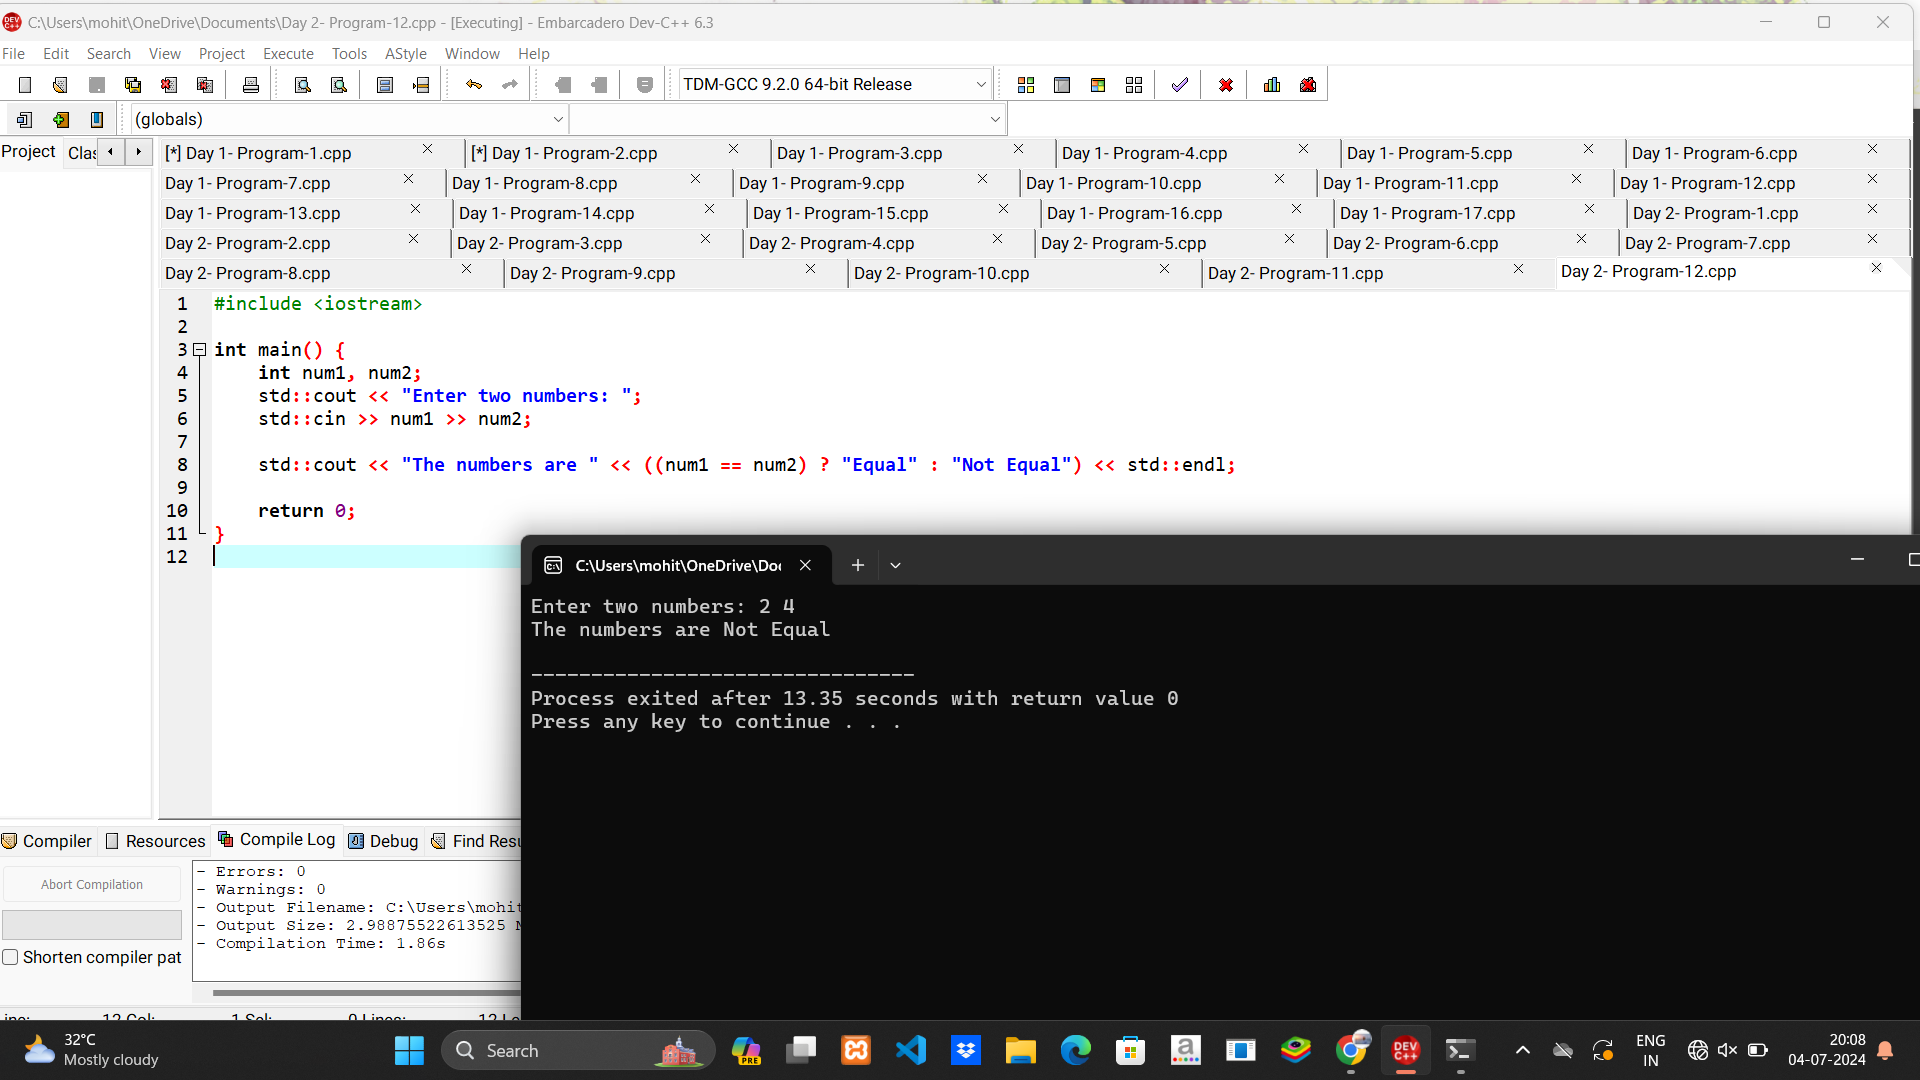 C:\Users\mohit\OneDrive\Documents\Day 2- Program-12.cpp - [Executing] - Embarcadero Dev-C++ 6.3
File Edit Search View Project Execute Tools AStyle Window Help
TDM-GCC 9.2.0 64-bit Release
(globals)
Project Clas
[*] Day 1- Program-1.cpp [*] Day 1- Program-2.cpp Day 1- Program-3.cpp Day 1- Program-4.cpp Day 1- Program-5.cpp Day 1- Program-6.cpp
Day 1- Program-7.cpp Day 1- Program-8.cpp Day 1- Program-9.cpp Day 1- Program-10.cpp Day 1- Program-11.cpp Day 1- Program-12.cpp
Day 1- Program-13.cpp Day 1- Program-14.cpp Day 1- Program-15.cpp Day 1- Program-16.cpp Day 1- Program-17.cpp Day 2- Program-1.cpp
Day 2- Program-2.cpp Day 2- Program-3.cpp Day 2- Program-4.cpp Day 2- Program-5.cpp Day 2- Program-6.cpp Day 2- Program-7.cpp
Day 2- Program-8.cpp Day 2- Program-9.cpp Day 2- Program-10.cpp Day 2- Program-11.cpp Day 2- Program-12.cpp
1 #include <iostream>
2
3 int main() {
4 int num1, num2;
5 std::cout << "Enter two numbers: ";
6 std::cin >> num1 >> num2;
7
8 std::cout << "The numbers are " << ((num1 == num2) ? "Equal" : "Not Equal") << std::endl;
9
10 return 0;
11 }
12
C:\Users\mohit\OneDrive\Doc
Enter two numbers: 2 4
The numbers are Not Equal
--------------------------------
Process exited after 13.35 seconds with return value 0
Press any key to continue . . .
Compiler Resources Compile Log Debug Find Resu
Abort Compilation
Shorten compiler pat
- Errors: 0
- Warnings: 0
- Output Filename: C:\Users\mohit
- Output Size: 2.98875522613525 M
- Compilation Time: 1.86s
12 Col: 1 Sel: 0 Lines: 12
32°C
Mostly cloudy
Search
PRE
DEV C++
ENG
IN
20:08
04-07-2024